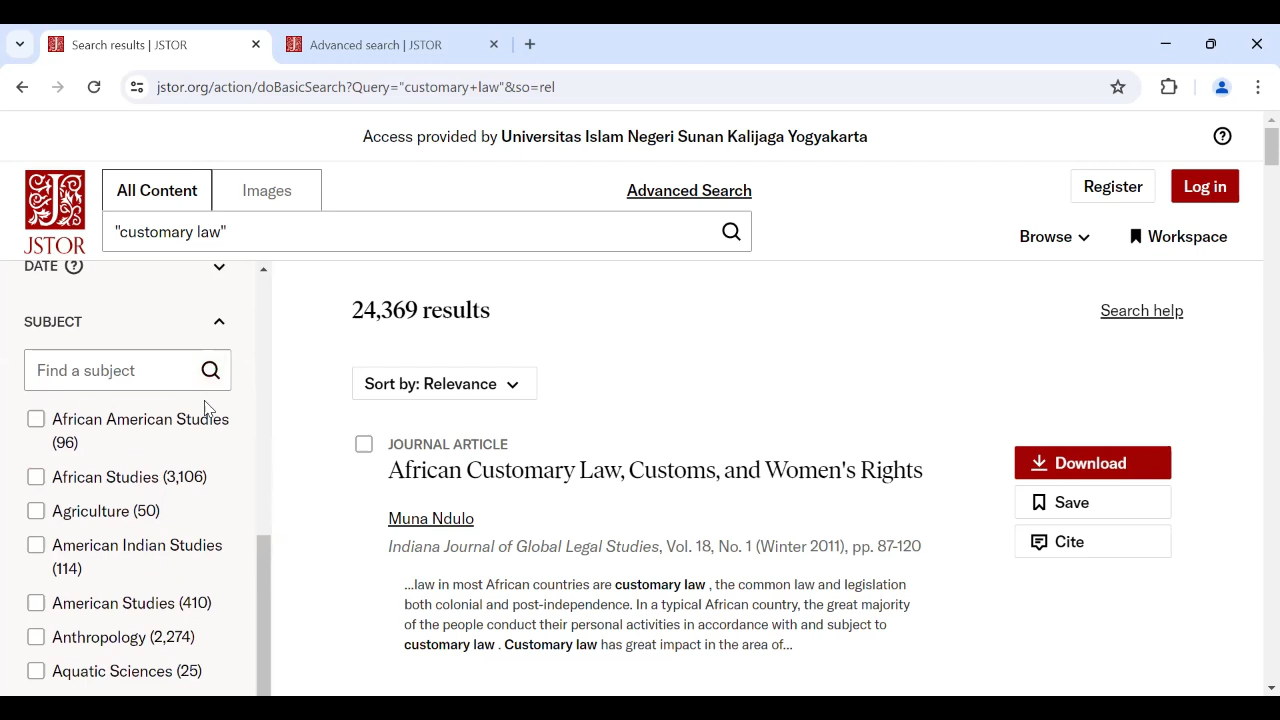 Search results | JSTOR
Advanced search | JSTOR
jstor.org/action/doBasicSearch?Query="customary+law"&so=rel
Access provided by Universitas Islam Negeri Sunan Kalijaga Yogyakarta
All Content
Images
Advanced Search
Register
Log in
JSTOR
"customary law"
Browse
Workspace
DATE
SUBJECT
Find a subject
African American Studies
(96)
African Studies (3,106)
Agriculture (50)
American Indian Studies
(114)
American Studies (410)
Anthropology (2,274)
Aquatic Sciences (25)
24,369 results
Search help
Sort by: Relevance
JOURNAL ARTICLE
African Customary Law, Customs, and Women's Rights
Muna Ndulo
Indiana Journal of Global Legal Studies, Vol. 18, No. 1 (Winter 2011), pp. 87-120
...law in most African countries are customary law , the common law and legislation
both colonial and post-independence. In a typical African country, the great majority
of the people conduct their personal activities in accordance with and subject to
customary law . Customary law has great impact in the area of...
Download
Save
Cite